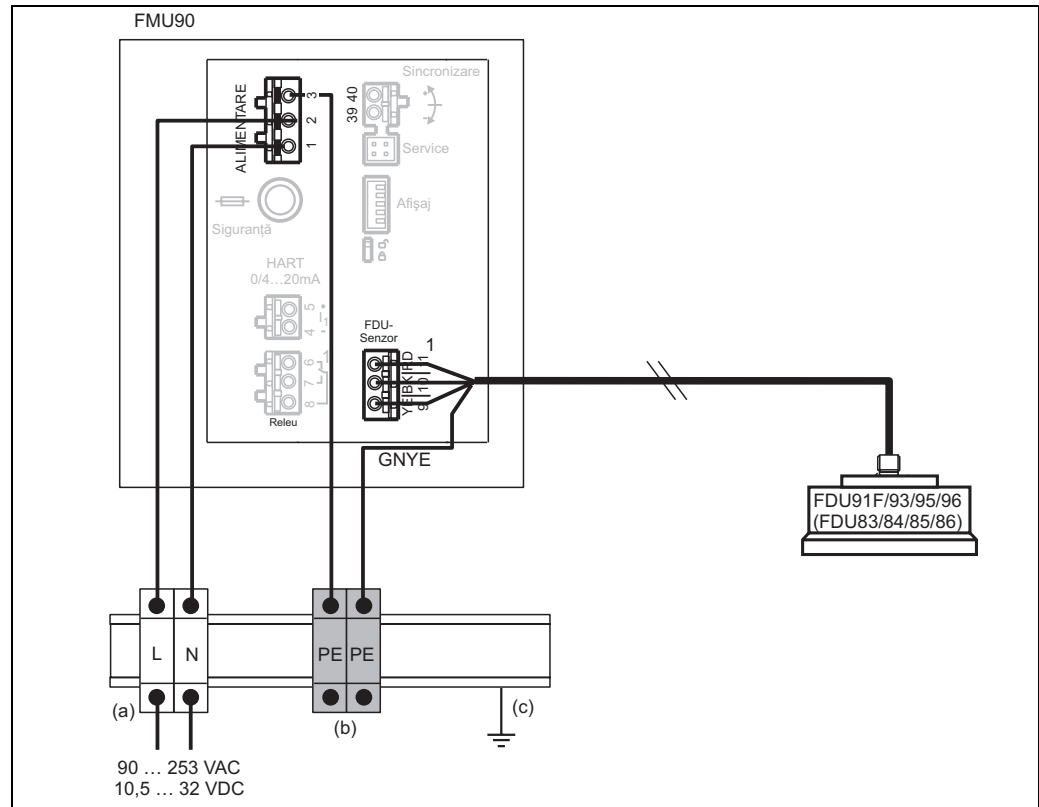 FMU90
ALIMENTARE
3
2
1
39 40
Sincronizare
Service
Siguranță
Afișaj
HART
0/4…20mA
5
4
1
FDU-
Senzor
1
6
7
8
Releu
YE BK RD
9 10 11
GNYE
FDU91F/93/95/96
(FDU83/84/85/86)
L
N
PE
PE
(a)
(b)
(c)
90 … 253 VAC
10,5 … 32 VDC